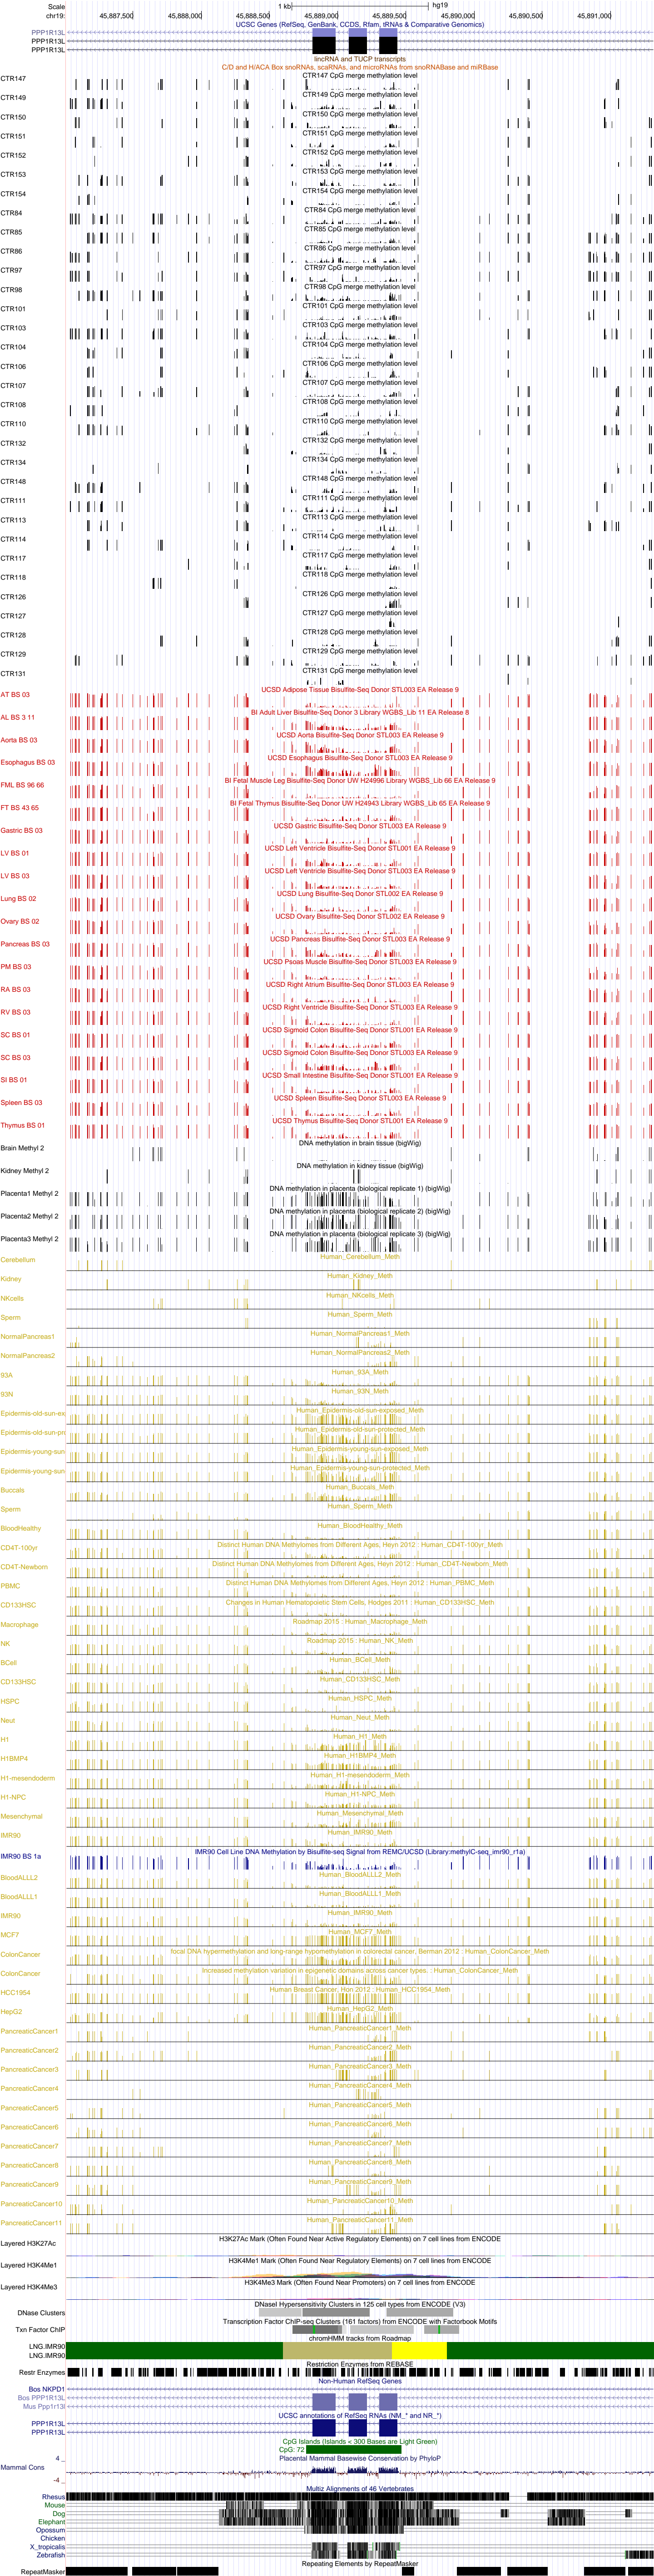 Scale 1 kb hg19
chr19: 45,887,500 45,888,000 45,888,500 45,889,000 45,889,500 45,890,000 45,890,500 45,891,000
UCSC Genes (RefSeq, GenBank, CCDS, Rfam, tRNAs & Comparative Genomics)
PPP1R13L
PPP1R13L
PPP1R13L
lincRNA and TUCP transcripts
C/D and H/ACA Box snoRNAs, scaRNAs, and microRNAs from snoRNABase and miRBase
CTR147 CpG merge methylation level
CTR147
CTR149 CpG merge methylation level
CTR149
CTR150 CpG merge methylation level
CTR150
CTR151 CpG merge methylation level
CTR151
CTR152 CpG merge methylation level
CTR152
CTR153 CpG merge methylation level
CTR153
CTR154 CpG merge methylation level
CTR154
CTR84 CpG merge methylation level
CTR84
CTR85 CpG merge methylation level
CTR85
CTR86 CpG merge methylation level
CTR86
CTR97 CpG merge methylation level
CTR97
CTR98 CpG merge methylation level
CTR98
CTR101 CpG merge methylation level
CTR101
CTR103 CpG merge methylation level
CTR103
CTR104 CpG merge methylation level
CTR104
CTR106 CpG merge methylation level
CTR106
CTR107 CpG merge methylation level
CTR107
CTR108 CpG merge methylation level
CTR108
CTR110 CpG merge methylation level
CTR110
CTR132 CpG merge methylation level
CTR132
CTR134 CpG merge methylation level
CTR134
CTR148 CpG merge methylation level
CTR148
CTR111 CpG merge methylation level
CTR111
CTR113 CpG merge methylation level
CTR113
CTR114 CpG merge methylation level
CTR114
CTR117 CpG merge methylation level
CTR117
CTR118 CpG merge methylation level
CTR118
CTR126 CpG merge methylation level
CTR126
CTR127 CpG merge methylation level
CTR127
CTR128 CpG merge methylation level
CTR128
CTR129 CpG merge methylation level
CTR129
CTR131 CpG merge methylation level
CTR131
UCSD Adipose Tissue Bisulfite-Seq Donor STL003 EA Release 9
AT BS 03
BI Adult Liver Bisulfite-Seq Donor 3 Library WGBS_Lib 11 EA Release 8
AL BS 3 11
UCSD Aorta Bisulfite-Seq Donor STL003 EA Release 9
Aorta BS 03
UCSD Esophagus Bisulfite-Seq Donor STL003 EA Release 9
Esophagus BS 03
BI Fetal Muscle Leg Bisulfite-Seq Donor UW H24996 Library WGBS_Lib 66 EA Release 9
FML BS 96 66
BI Fetal Thymus Bisulfite-Seq Donor UW H24943 Library WGBS_Lib 65 EA Release 9
FT BS 43 65
UCSD Gastric Bisulfite-Seq Donor STL003 EA Release 9
Gastric BS 03
UCSD Left Ventricle Bisulfite-Seq Donor STL001 EA Release 9
LV BS 01
UCSD Left Ventricle Bisulfite-Seq Donor STL003 EA Release 9
LV BS 03
UCSD Lung Bisulfite-Seq Donor STL002 EA Release 9
Lung BS 02
UCSD Ovary Bisulfite-Seq Donor STL002 EA Release 9
Ovary BS 02
UCSD Pancreas Bisulfite-Seq Donor STL003 EA Release 9
Pancreas BS 03
UCSD Psoas Muscle Bisulfite-Seq Donor STL003 EA Release 9
PM BS 03
UCSD Right Atrium Bisulfite-Seq Donor STL003 EA Release 9
RA BS 03
UCSD Right Ventricle Bisulfite-Seq Donor STL003 EA Release 9
RV BS 03
UCSD Sigmoid Colon Bisulfite-Seq Donor STL001 EA Release 9
SC BS 01
UCSD Sigmoid Colon Bisulfite-Seq Donor STL003 EA Release 9
SC BS 03
UCSD Small Intestine Bisulfite-Seq Donor STL001 EA Release 9
SI BS 01
UCSD Spleen Bisulfite-Seq Donor STL003 EA Release 9
Spleen BS 03
UCSD Thymus Bisulfite-Seq Donor STL001 EA Release 9
Thymus BS 01
DNA methylation in brain tissue (bigWig)
Brain Methyl 2
DNA methylation in kidney tissue (bigWig)
Kidney Methyl 2
DNA methylation in placenta (biological replicate 1) (bigWig)
Placenta1 Methyl 2
DNA methylation in placenta (biological replicate 2) (bigWig)
Placenta2 Methyl 2
DNA methylation in placenta (biological replicate 3) (bigWig)
Placenta3 Methyl 2
Human_Cerebellum_Meth
Cerebellum
Human_Kidney_Meth
Kidney
Human_NKcells_Meth
NKcells
Human_Sperm_Meth
Sperm
Human_NormalPancreas1_Meth
NormalPancreas1
Human_NormalPancreas2_Meth
NormalPancreas2
Human_93A_Meth
93A
Human_93N_Meth
93N
Human_Epidermis-old-sun-exposed_Meth
Epidermis-old-sun-ex
Human_Epidermis-old-sun-protected_Meth
Epidermis-old-sun-pri
Human_Epidermis-young-sun-exposed_Meth
Epidermis-young-sun
Human_Epidermis-young-sun-protected_Meth
Epidermis-young-sun
Human_Buccals_Meth
Buccals
Human_Sperm_Meth
Sperm
Human_BloodHealthy_Meth
BloodHealthy
Distinct Human DNA Methylomes from Different Ages, Heyn 2012 : Human_CD4T-100yr_Meth
CD4T-100yr
Distinct Human DNA Methylomes from Different Ages, Heyn 2012 : Human_CD4T-Newborn_Meth
CD4T-Newborn
Distinct Human DNA Methylomes from Different Ages, Heyn 2012 : Human_PBMC_Meth
PBMC
Changes in Human Hematopoietic Stem Cells, Hodges 2011 : Human_CD133HSC_Meth
CD133HSC
Roadmap 2015 : Human_Macrophage_Meth
Macrophage
Roadmap 2015 : Human_NK_Meth
NK
Human_BCell_Meth
BCell
Human_CD133HSC_Meth
CD133HSC
Human_HSPC_Meth
HSPC
Human_Neut_Meth
Neut
Human_H1_Meth
H1
Human_H1BMP4_Meth
H1BMP4
Human_H1-mesendoderm_Meth
H1-mesendoderm
Human_H1-NPC_Meth
H1-NPC
Human_Mesenchymal_Meth
Mesenchymal
Human_IMR90_Meth
IMR90
IMR90 Cell Line DNA Methylation by Bisulfite-seq Signal from REMC/UCSD (Library:methylC-seq_imr90_r1a)
IMR90 BS 1a
Human_BloodALLL2_Meth
BloodALLL2
Human_BloodALLL1_Meth
BloodALLL1
Human_IMR90_Meth
IMR90
Human_MCF7_Meth
MCF7
focal DNA hypermethylation and long-range hypomethylation in colorectal cancer, Berman 2012 : Human_ColonCancer_Meth
ColonCancer
Increased methylation variation in epigenetic domains across cancer types. : Human_ColonCancer_Meth
ColonCancer
Human Breast Cancer, Hon 2012 : Human_HCC1954_Meth
HCC1954
Human_HepG2_Meth
HepG2
Human_PancreaticCancer1_Meth
PancreaticCancer1
Human_PancreaticCancer2_Meth
PancreaticCancer2
Human_PancreaticCancer3_Meth
PancreaticCancer3
Human_PancreaticCancer4_Meth
PancreaticCancer4
Human_PancreaticCancer5_Meth
PancreaticCancer5
Human_PancreaticCancer6_Meth
PancreaticCancer6
Human_PancreaticCancer7_Meth
PancreaticCancer7
Human_PancreaticCancer8_Meth
PancreaticCancer8
Human_PancreaticCancer9_Meth
PancreaticCancer9
Human_PancreaticCancer10_Meth
PancreaticCancer10
Human_PancreaticCancer11_Meth
PancreaticCancer11
H3K27Ac Mark (Often Found Near Active Regulatory Elements) on 7 cell lines from ENCODE
Layered H3K27Ac
H3K4Me1 Mark (Often Found Near Regulatory Elements) on 7 cell lines from ENCODE
Layered H3K4Me1
H3K4Me3 Mark (Often Found Near Promoters) on 7 cell lines from ENCODE
Layered H3K4Me3
DNaseI Hypersensitivity Clusters in 125 cell types from ENCODE (V3)
DNase Clusters
Transcription Factor ChIP-seq Clusters (161 factors) from ENCODE with Factorbook Motifs
Txn Factor ChIP
chromHMM tracks from Roadmap
LNG.IMR90
LNG.IMR90
Restriction Enzymes from REBASE
Restr Enzymes
Non-Human RefSeq Genes
Bos NKPD1
Bos PPP1R13L
Mus Ppp1r13l
UCSC annotations of RefSeq RNAs (NM_* and NR_*)
PPP1R13L
PPP1R13L
CpG Islands (Islands < 300 Bases are Light Green)
CpG: 72
Placental Mammal Basewise Conservation by PhyloP
4 _
Mammal Cons
-4 _
Multiz Alignments of 46 Vertebrates
Rhesus
Mouse
Dog
Elephant
Opossum
Chicken
X_tropicalis
Zebrafish
Repeating Elements by RepeatMasker
RepeatMasker